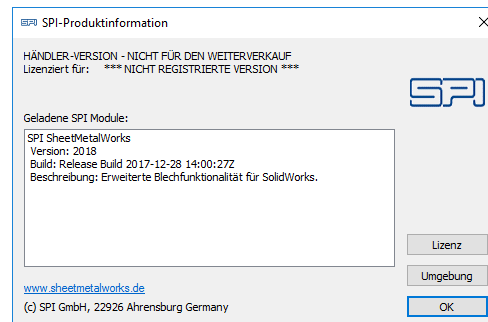 SPI SPI-Produktinformation
HÄNDLER-VERSION - NICHT FÜR DEN WEITERVERKAUF
Lizenziert für: *** NICHT REGISTRIERTE VERSION ***
SPI
Geladene SPI Module:
SPI SheetMetalWorks
Version: 2018
Build: Release Build 2017-12-28 14:00:27Z
Beschreibung: Erweiterte Blechfunktionalität für SolidWorks.
Lizenz
Umgebung
www.sheetmetalworks.de
(c) SPI GmbH, 22926 Ahrensburg Germany
OK